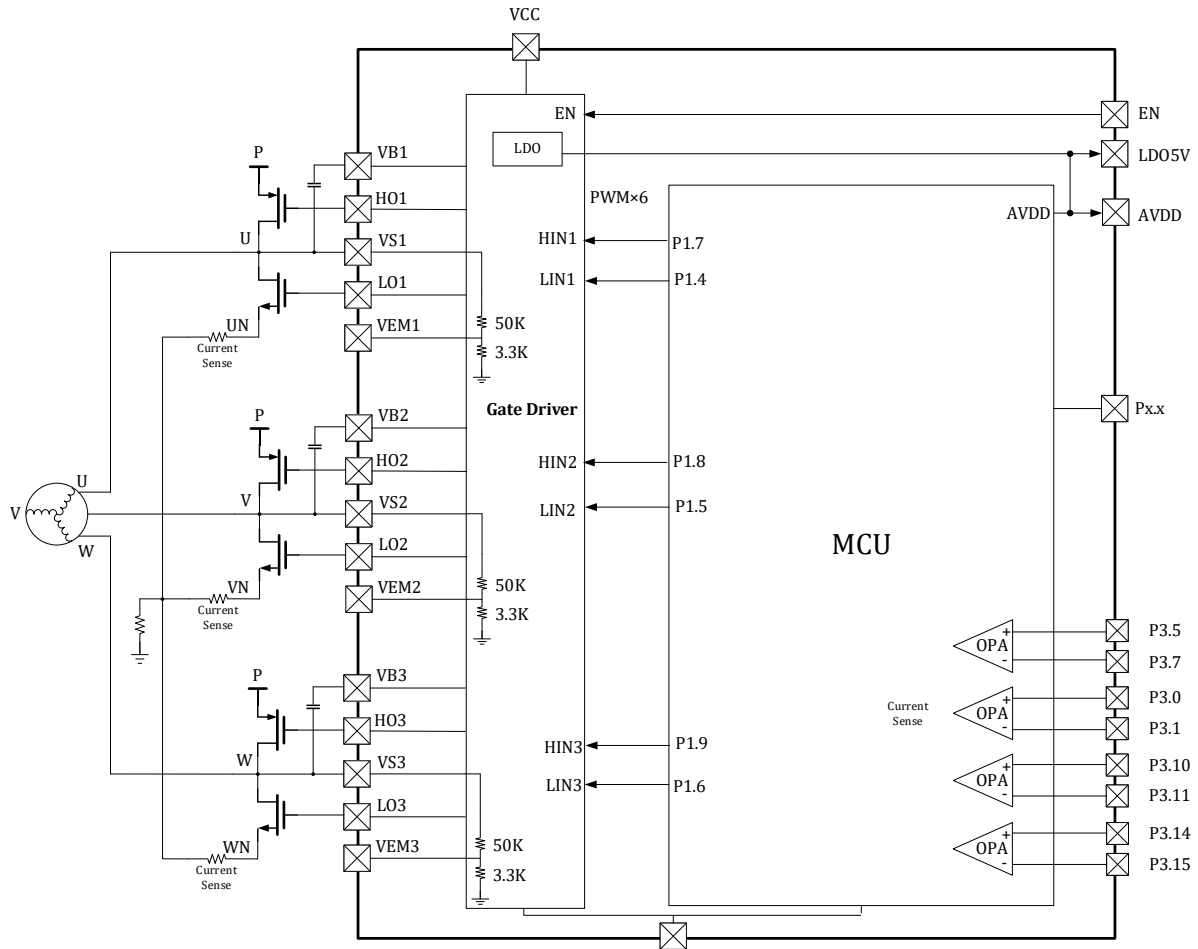 VCC
EN
EN
LDO
LDO5V
P
VB1
HO1
PWM×6
AVDD
AVDD
U
VS1
HIN1
P1.7
LO1
LIN1
P1.4
UN
Current
Sense
VEM1
50K
3.3K
Gate Driver
Px.x
P
VB2
HO2
HIN2
P1.8
U
V
W
V
VS2
LIN2
P1.5
MCU
LO2
VN
Current
Sense
VEM2
50K
3.3K
+
OPA
-
P3.5
P3.7
P
VB3
HO3
Current
Sense
+
OPA
-
P3.0
P3.1
W
VS3
HIN3
P1.9
LIN3
P1.6
+
OPA
-
P3.10
P3.11
LO3
WN
Current
Sense
VEM3
50K
3.3K
+
OPA
-
P3.14
P3.15